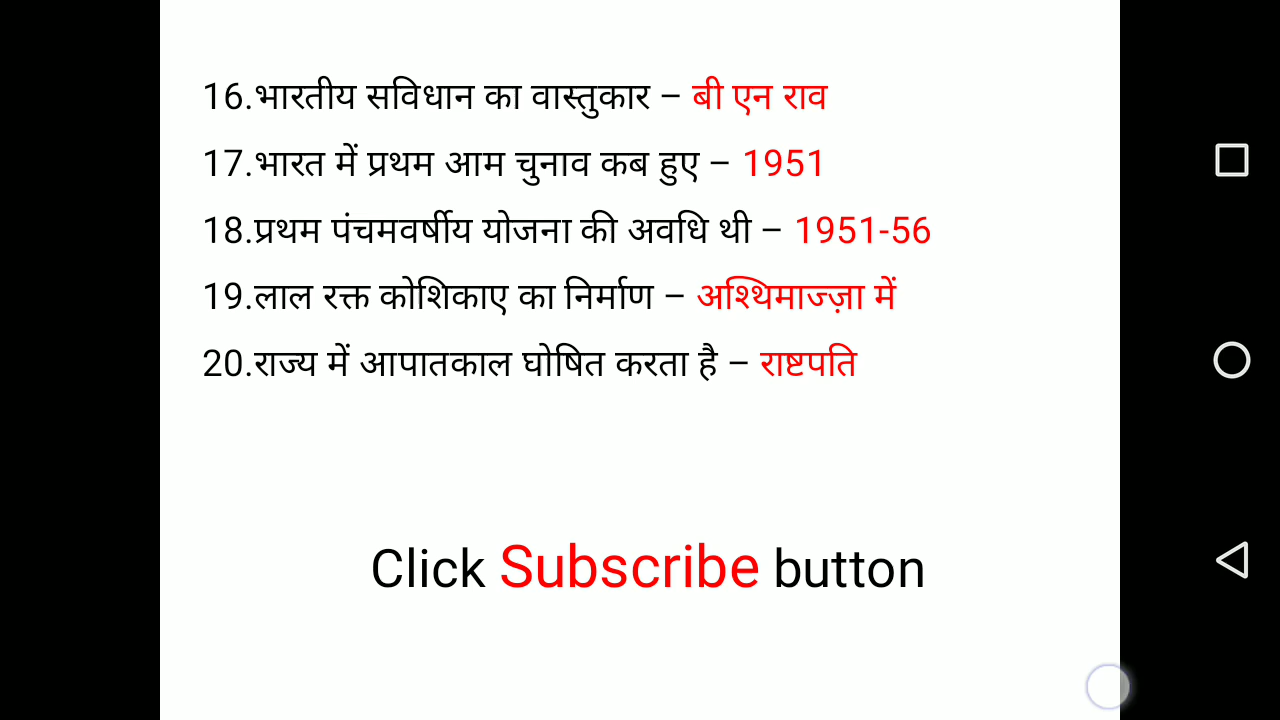 16.भारतीय सविधान का वास्तुकार – बी एन राव
17.भारत में प्रथम आम चुनाव कब हुए – 1951
18.प्रथम पंचमवर्षीय योजना की अवधि थी – 1951-56
19.लाल रक्त कोशिकाए का निर्माण – अश्थिमाज्ज़ा में
20.राज्य में आपातकाल घोषित करता है – राष्टपति
Click Subscribe button